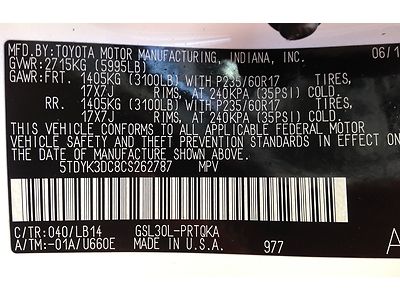 MFD.BY:TOYOTA MOTOR MANUFACTURING, INDIANA, INC. 06/1
GVWR:2715KG (5995LB)
GAWR:FRT. 1405KG (3100LB) WITH P235/60R17 TIRES,
17X7J RIMS, AT 240KPA (35PSI) COLD.
RR. 1405KG (3100LB) WITH P235/60R17 TIRES,
17X7J RIMS, AT 240KPA (35PSI) COLD.
THIS VEHICLE CONFORMS TO ALL APPLICABLE FEDERAL MOTOR
VEHICLE SAFETY AND THEFT PREVENTION STANDARDS IN EFFECT ON
THE DATE OF MANUFACTURE SHOWN ABOVE.
5TDYK3DC8CS262787 MPV
C/TR:040/LB14 GSL30L-PRTQKA
A/TM:-01A/U660E MADE IN U.S.A. 977 A